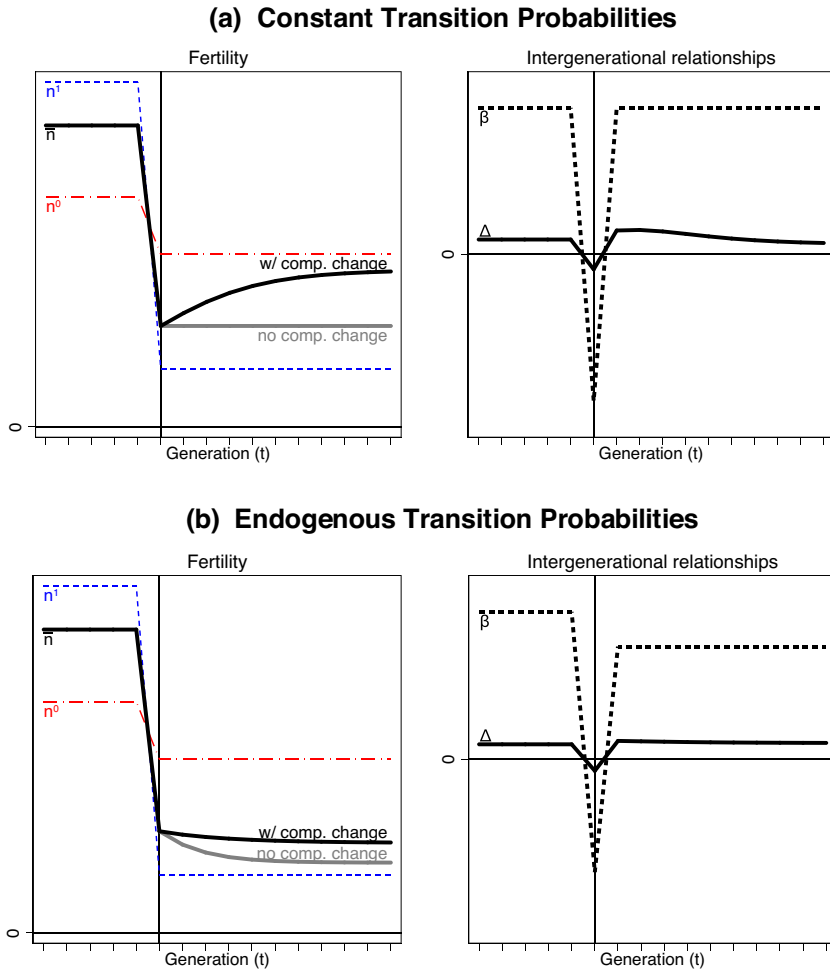 (a) Constant Transition Probabilities
Fertility
n¹
n̅
n⁰
w/ comp. change
no comp. change
0
Generation (t)
Intergenerational relationships
β
Δ
0
Generation (t)
(b) Endogenous Transition Probabilities
Fertility
n¹
n̅
n⁰
w/ comp. change
no comp. change
0
Generation (t)
Intergenerational relationships
β
Δ
0
Generation (t)